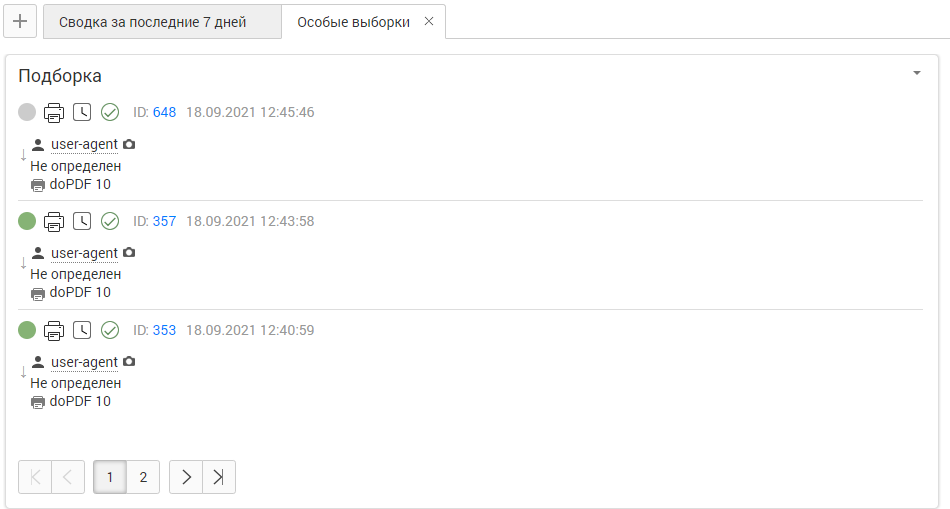 Сводка за последние 7 дней
Особые выборки
Подборка
ID: 648 18.09.2021 12:45:46
user-agent
Не определен
doPDF 10
ID: 357 18.09.2021 12:43:58
user-agent
Не определен
doPDF 10
ID: 353 18.09.2021 12:40:59
user-agent
Не определен
doPDF 10
1 2